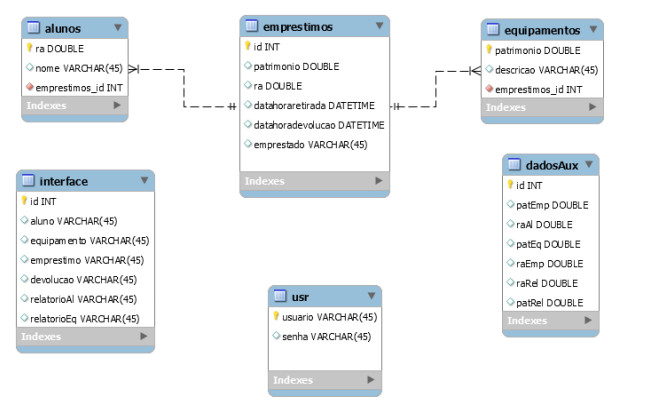 alunos
ra DOUBLE
nome VARCHAR(45)
emprestimos_id INT
Indexes
emprestimos
id INT
patrimonio DOUBLE
ra DOUBLE
datahoraretirada DATETIME
datahoradevolucao DATETIME
emprestado VARCHAR(45)
Indexes
equipamentos
patrimonio DOUBLE
descricao VARCHAR(45)
emprestimos_id INT
Indexes
interface
id INT
aluno VARCHAR(45)
equipamento VARCHAR(45)
emprestimo VARCHAR(45)
devolucao VARCHAR(45)
relatorioAl VARCHAR(45)
relatorioEq VARCHAR(45)
Indexes
usr
usuario VARCHAR(45)
senha VARCHAR(45)
Indexes
dadosAux
id INT
patEmp DOUBLE
raAl DOUBLE
patEq DOUBLE
raEmp DOUBLE
raRel DOUBLE
patRel DOUBLE
Indexes